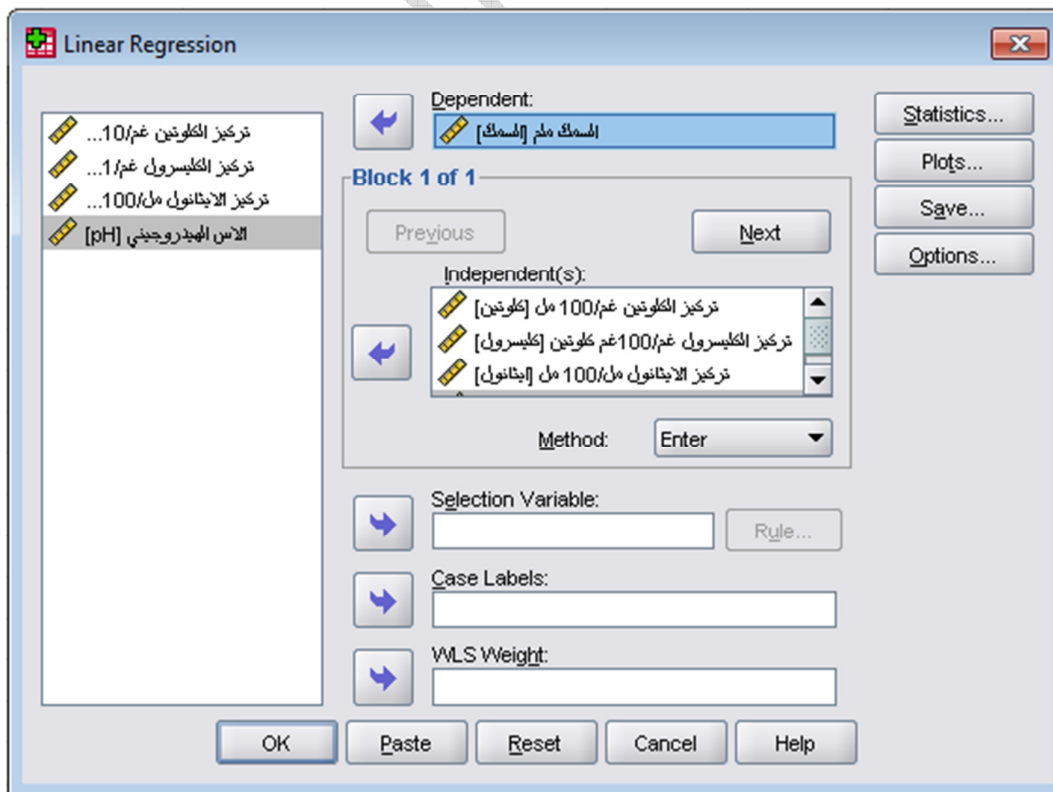 Linear Regression
تركيز الكلوتين غم/10...
تركيز الكليسرول غم/1...
تركيز الايثانول مل/100...
الاس الهيدروجيني [pH]
Dependent:
السمك ملم [السمك]
Block 1 of 1
Previous
Next
Independent(s):
تركيز الكلوتين غم/100 مل [كلوتين]
تركيز الكليسرول غم/100غم كلوتين [كليسرول]
تركيز الايثانول مل/100 مل [ايثانول]
Method:
Enter
Selection Variable:
Rule...
Case Labels:
WLS Weight:
Statistics...
Plots...
Save...
Options...
OK
Paste
Reset
Cancel
Help